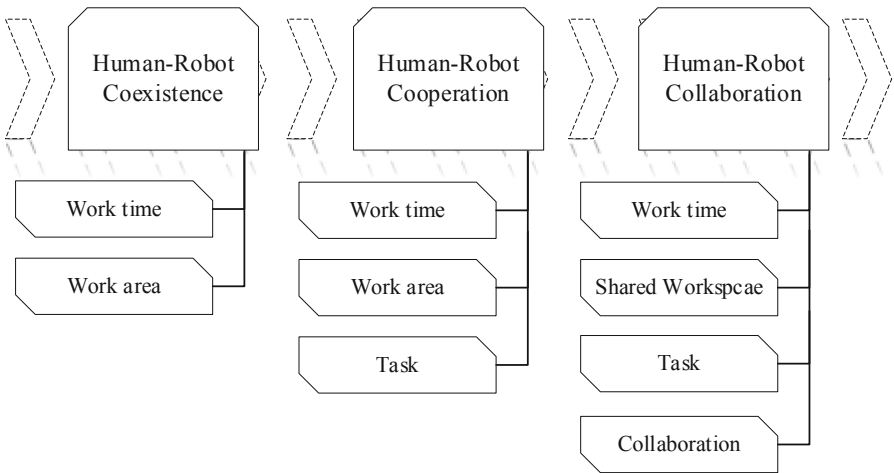 Human-Robot
Coexistence
Work time
Work area
Human-Robot
Cooperation
Work time
Work area
Task
Human-Robot
Collaboration
Work time
Shared Workspcae
Task
Collaboration